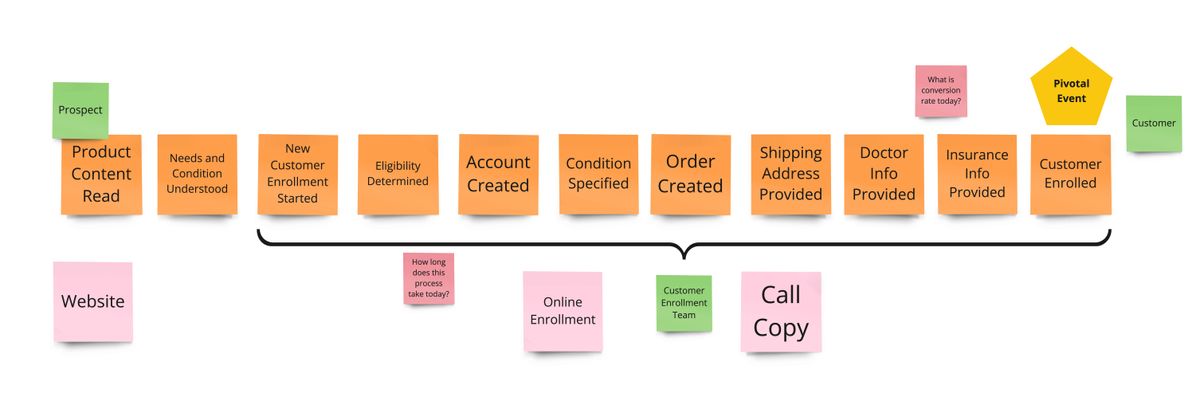 Prospect
Product
Content
Read
Needs and
Condition
Understood
New
Customer
Enrollment
Started
Eligibility
Determined
Account
Created
Condition
Specified
Order
Created
Shipping
Address
Provided
Doctor
Info
Provided
What is
conversion
rate today?
Insurance
Info
Provided
Pivotal
Event
Customer
Enrolled
Customer
Website
How long
does this
process
take today?
Online
Enrollment
Customer
Enrollment
Team
Call
Copy